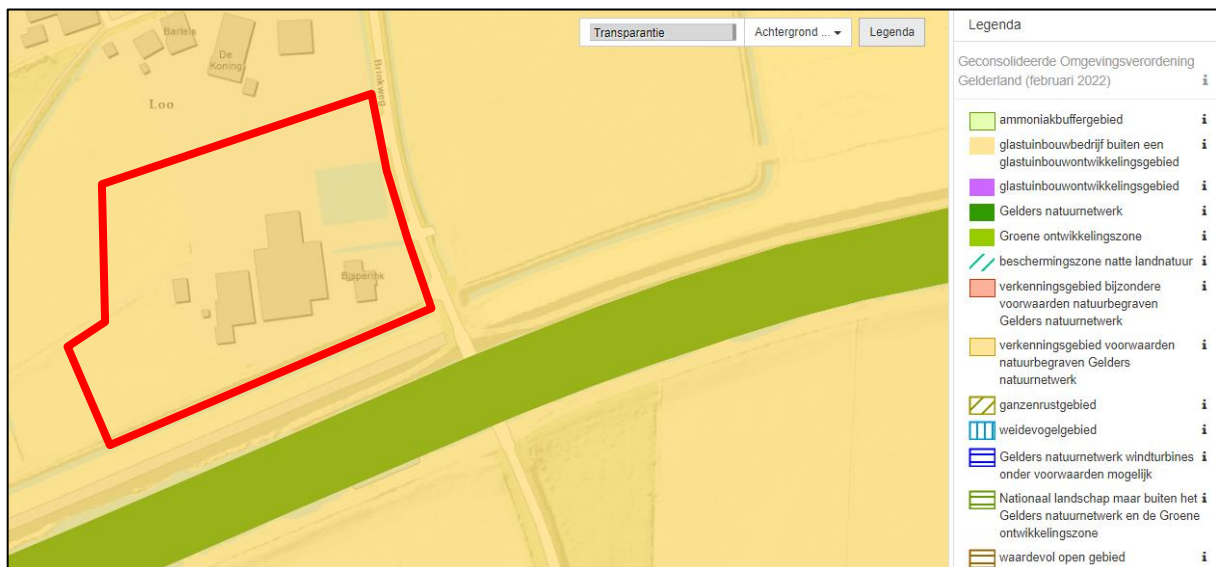 Bartels
De
Koning
Loo
Brinkweg
Bisperink
Transparantie
Achtergrond ...
Legenda
Legenda
Geconsolideerde Omgevingsverordening
Gelderland (februari 2022) i
ammoniakbuffergebied i
glastuinbouwbedrijf buiten een i
glastuinbouwontwikkelingsgebied
glastuinbouwontwikkelingsgebied i
Gelders natuurnetwerk i
Groene ontwikkelingszone i
beschermingszone natte landnatuur i
verkenningsgebied bijzondere i
voorwaarden natuurbegraven
Gelders natuurnetwerk
verkenningsgebied voorwaarden i
natuurbegraven Gelders
natuurnetwerk
ganzenrustgebied i
weidevogelgebied i
Gelders natuurnetwerk windturbines i
onder voorwaarden mogelijk
Nationaal landschap maar buiten het i
Gelders natuurnetwerk en de Groene
ontwikkelingszone
waardevol open gebied i